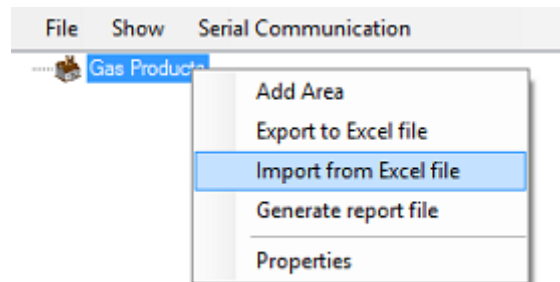 File Show Serial Communication
Gas Products
Add Area
Export to Excel file
Import from Excel file
Generate report file
Properties